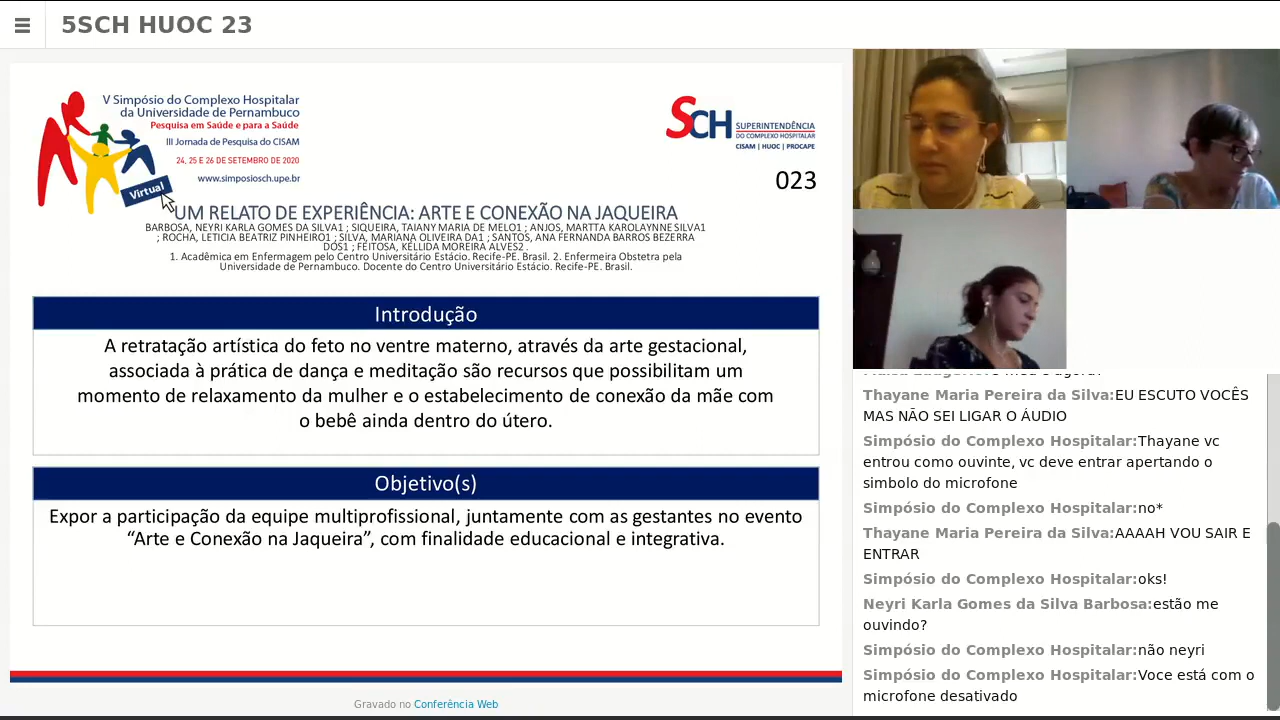 5SCH HUOC 23
V Simpósio do Complexo Hospitalar
da Universidade de Pernambuco
Pesquisa em Saúde e para a Saúde
III Jornada de Pesquisa do CISAM
24, 25 E 26 DE SETEMBRO DE 2020
www.simposiosch.upe.br
Virtual
SCH SUPERINTENDÊNCIA
DO COMPLEXO HOSPITALAR
CISAM | HUOC | PROCAPE
023
UM RELATO DE EXPERIÊNCIA: ARTE E CONEXÃO NA JAQUEIRA
BARBOSA, NEYRI KARLA GOMES DA SILVA1 ; SIQUEIRA, TAIANY MARIA DE MELO1 ; ANJOS, MARTTA KAROLAYNNE SILVA1
; ROCHA, LETICIA BEATRIZ PINHEIRO1 ; SILVA, MARIANA OLIVEIRA DA1 ; SANTOS, ANA FERNANDA BARROS BEZERRA
DOS1 ; FEITOSA, KELLIDA MOREIRA ALVES2 .
1. Acadêmica em Enfermagem pelo Centro Universitário Estácio. Recife-PE. Brasil. 2. Enfermeira Obstetra pela
Universidade de Pernambuco. Docente do Centro Universitário Estácio. Recife-PE. Brasil.
Introdução
A retratação artística do feto no ventre materno, através da arte gestacional,
associada à prática de dança e meditação são recursos que possibilitam um
momento de relaxamento da mulher e o estabelecimento de conexão da mãe com
o bebê ainda dentro do útero.
Objetivo(s)
Expor a participação da equipe multiprofissional, juntamente com as gestantes no evento
“Arte e Conexão na Jaqueira”, com finalidade educacional e integrativa.
Gravado no Conferência Web
Thayane Maria Pereira da Silva:EU ESCUTO VOCÊS
MAS NÃO SEI LIGAR O ÁUDIO
Simpósio do Complexo Hospitalar:Thayane vc
entrou como ouvinte, vc deve entrar apertando o
simbolo do microfone
Simpósio do Complexo Hospitalar:no*
Thayane Maria Pereira da Silva:AAAAH VOU SAIR E
ENTRAR
Simpósio do Complexo Hospitalar:oks!
Neyri Karla Gomes da Silva Barbosa:estão me
ouvindo?
Simpósio do Complexo Hospitalar:não neyri
Simpósio do Complexo Hospitalar:Voce está com o
microfone desativado